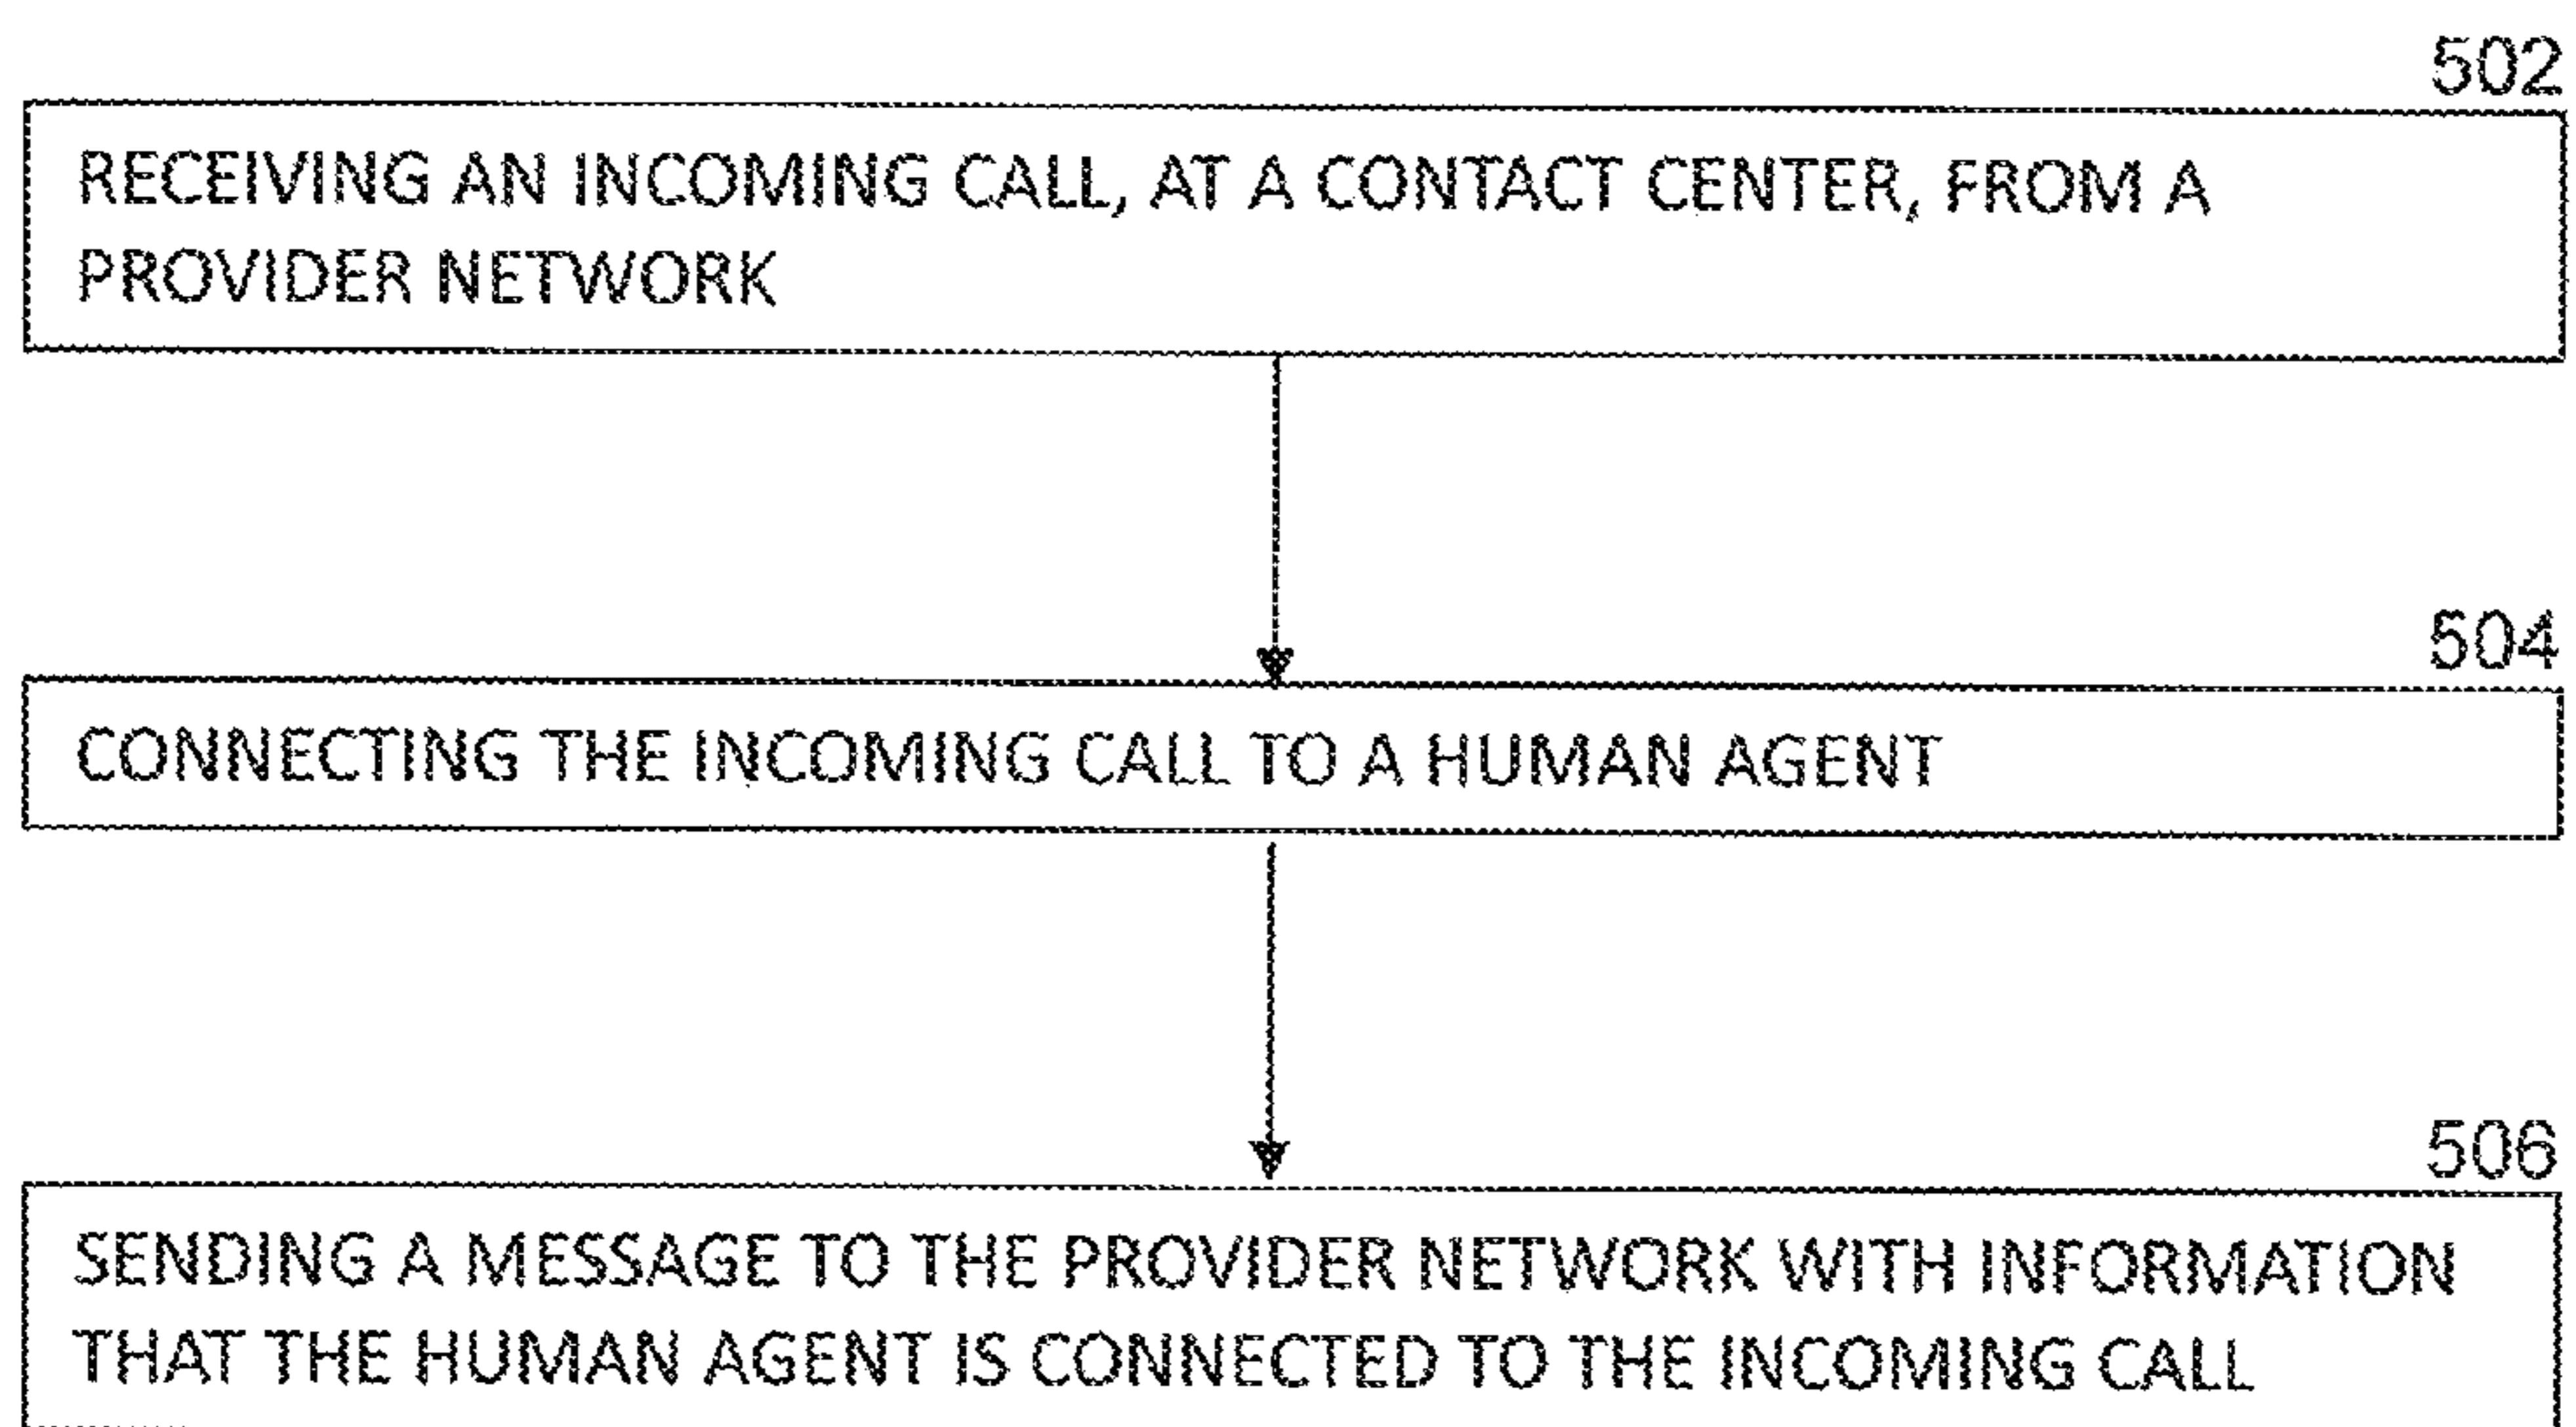 502
RECEIVING AN INCOMING CALL, AT A CONTACT CENTER, FROM A
PROVIDER NETWORK
504
CONNECTING THE INCOMING CALL TO A HUMAN AGENT
506
SENDING A MESSAGE TO THE PROVIDER NETWORK WITH INFORMATION
THAT THE HUMAN AGENT IS CONNECTED TO THE INCOMING CALL